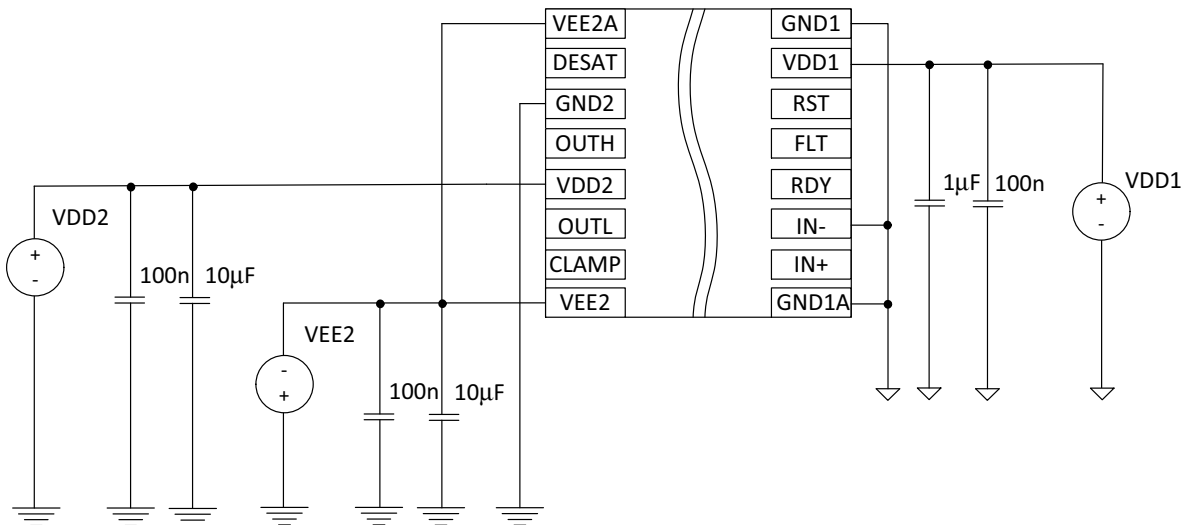 VEE2A
GND1
DESAT
VDD1
GND2
RST
OUTH
FLT
VDD2
RDY
OUTL
IN-
CLAMP
IN+
VEE2
GND1A
VDD2
+
-
100n
10μF
VEE2
-
+
100n
10μF
1μF
100n
VDD1
+
-